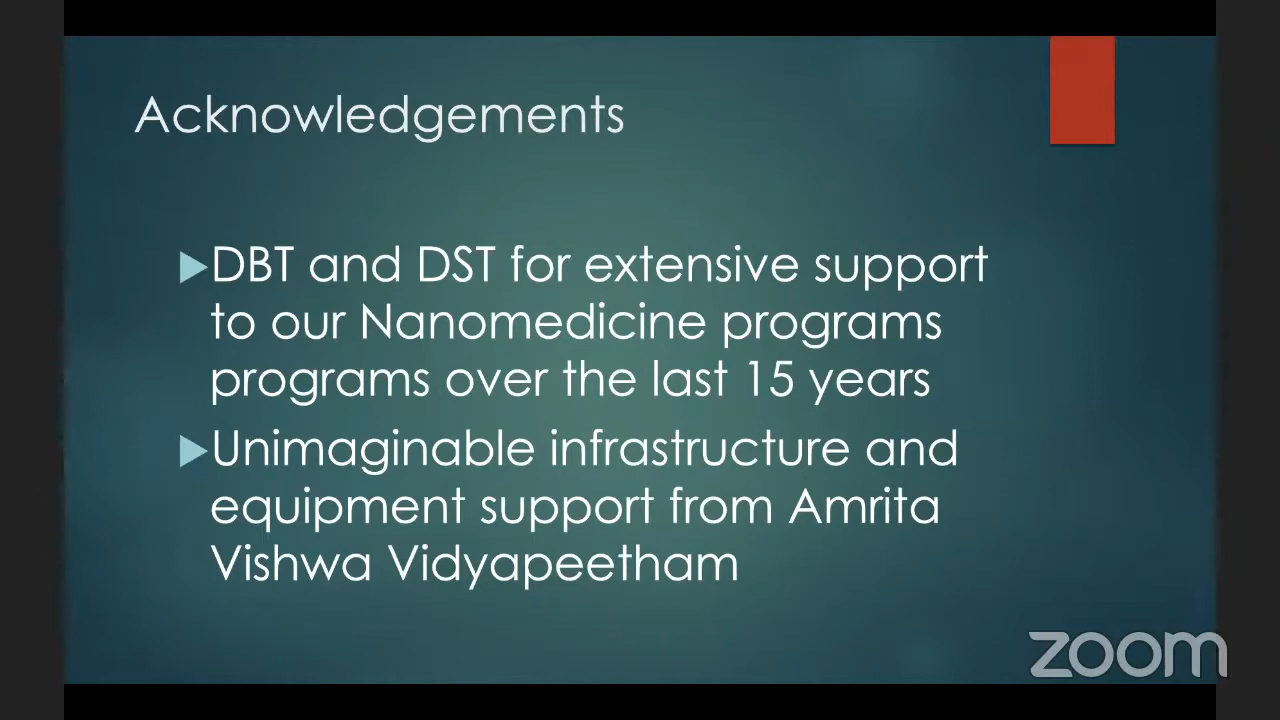 Acknowledgements
DBT and DST for extensive support
to our Nanomedicine programs
programs over the last 15 years
Unimaginable infrastructure and
equipment support from Amrita
Vishwa Vidyapeetham
zoom